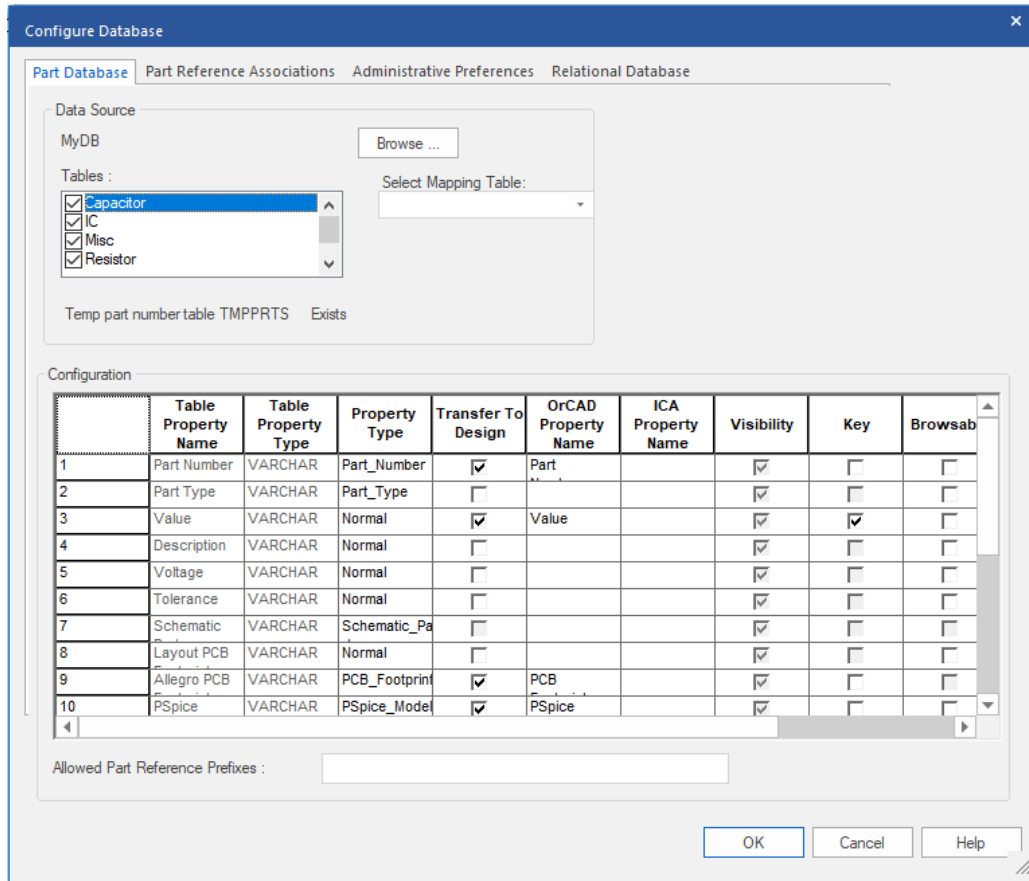 Configure Database
Part Database Part Reference Associations Administrative Preferences Relational Database
Data Source
MyDB
Browse ...
Tables :
Select Mapping Table:
Capacitor
IC
Misc
Resistor
Temp part number table TMPPRTS Exists
Configuration
Table Property Name Table Property Type Property Type Transfer To Design OrCAD Property Name ICA Property Name Visibility Key Browsab
1 Part Number VARCHAR Part_Number Part
2 Part Type VARCHAR Part_Type
3 Value VARCHAR Normal Value
4 Description VARCHAR Normal
5 Voltage VARCHAR Normal
6 Tolerance VARCHAR Normal
7 Schematic VARCHAR Schematic_Pa
8 Layout PCB VARCHAR Normal
9 Allegro PCB VARCHAR PCB_Footprint PCB
10 PSpice VARCHAR PSpice_Model PSpice
Allowed Part Reference Prefixes :
OK Cancel Help